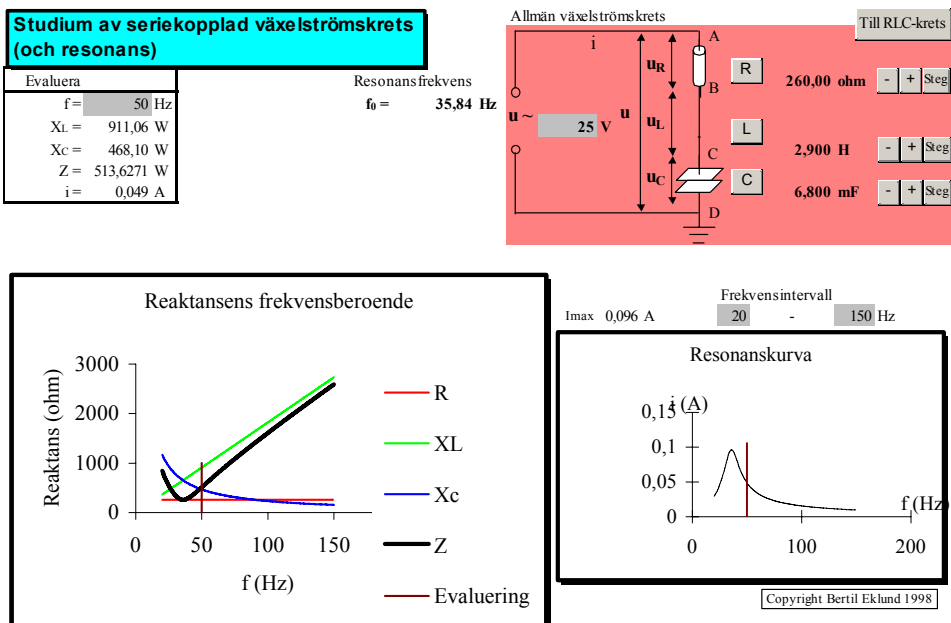 Studium av seriekopplad växelströmskrets
(och resonans)
Evaluera
f = 50 Hz
XL = 911,06 W
XC = 468,10 W
Z = 513,6271 W
i = 0,049 A
Resonansfrekvens
f0 = 35,84 Hz
Allmän växelströmskrets
Till RLC-krets
i
A
uR
R
260,00 ohm
- + Steg
B
u ~ 25 V
u
uL
L
2,900 H
- + Steg
C
uC
C
6,800 mF
- + Steg
D
Reaktansens frekvensberoende
Reaktans (ohm)
3000
2000
1000
0
0 50 100 150
f (Hz)
R
XL
Xc
Z
Evaluering
Frekvensintervall
Imax 0,096 A 20 - 150 Hz
Resonanskurva
i (A)
0,15
0,1
0,05
0
f (Hz)
0 100 200
Copyright Bertil Eklund 1998